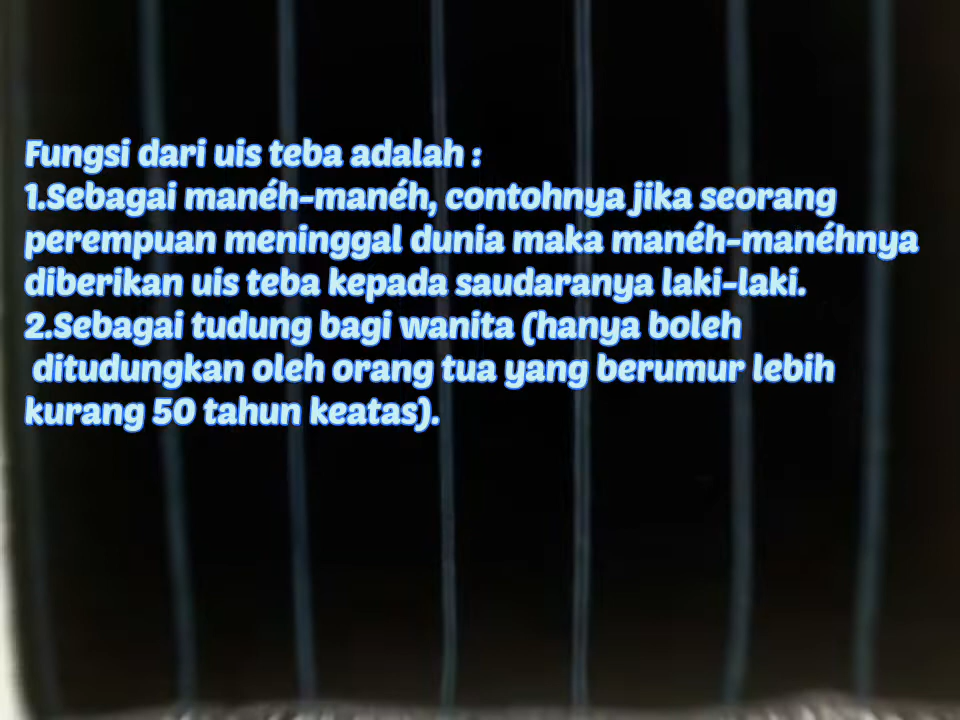 Fungsi dari uis teba adalah :
1.Sebagai manéh-manéh, contohnya jika seorang
perempuan meninggal dunia maka manéh-manéhnya
diberikan uis teba kepada saudaranya laki-laki.
2.Sebagai tudung bagi wanita (hanya boleh
ditudungkan oleh orang tua yang berumur lebih
kurang 50 tahun keatas).